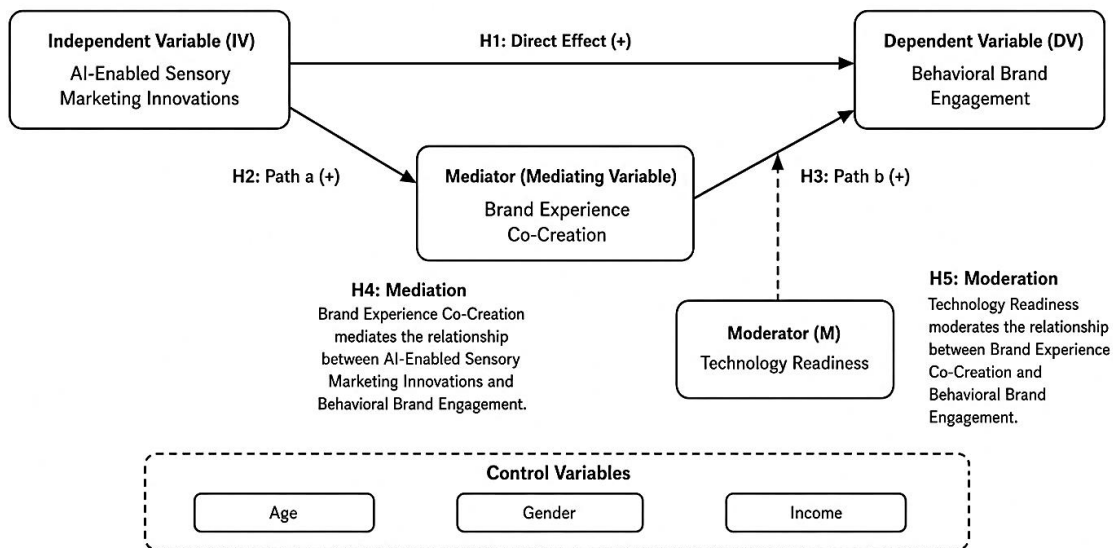 Independent Variable (IV)
AI-Enabled Sensory
Marketing Innovations
H1: Direct Effect (+)
Dependent Variable (DV)
Behavioral Brand
Engagement
H2: Path a (+)
Mediator (Mediating Variable)
Brand Experience
Co-Creation
H3: Path b (+)
H4: Mediation
Brand Experience Co-Creation
mediates the relationship
between AI-Enabled Sensory
Marketing Innovations and
Behavioral Brand Engagement.
Moderator (M)
Technology Readiness
H5: Moderation
Technology Readiness
moderates the relationship
between Brand Experience
Co-Creation and
Behavioral Brand
Engagement.
Control Variables
Age
Gender
Income